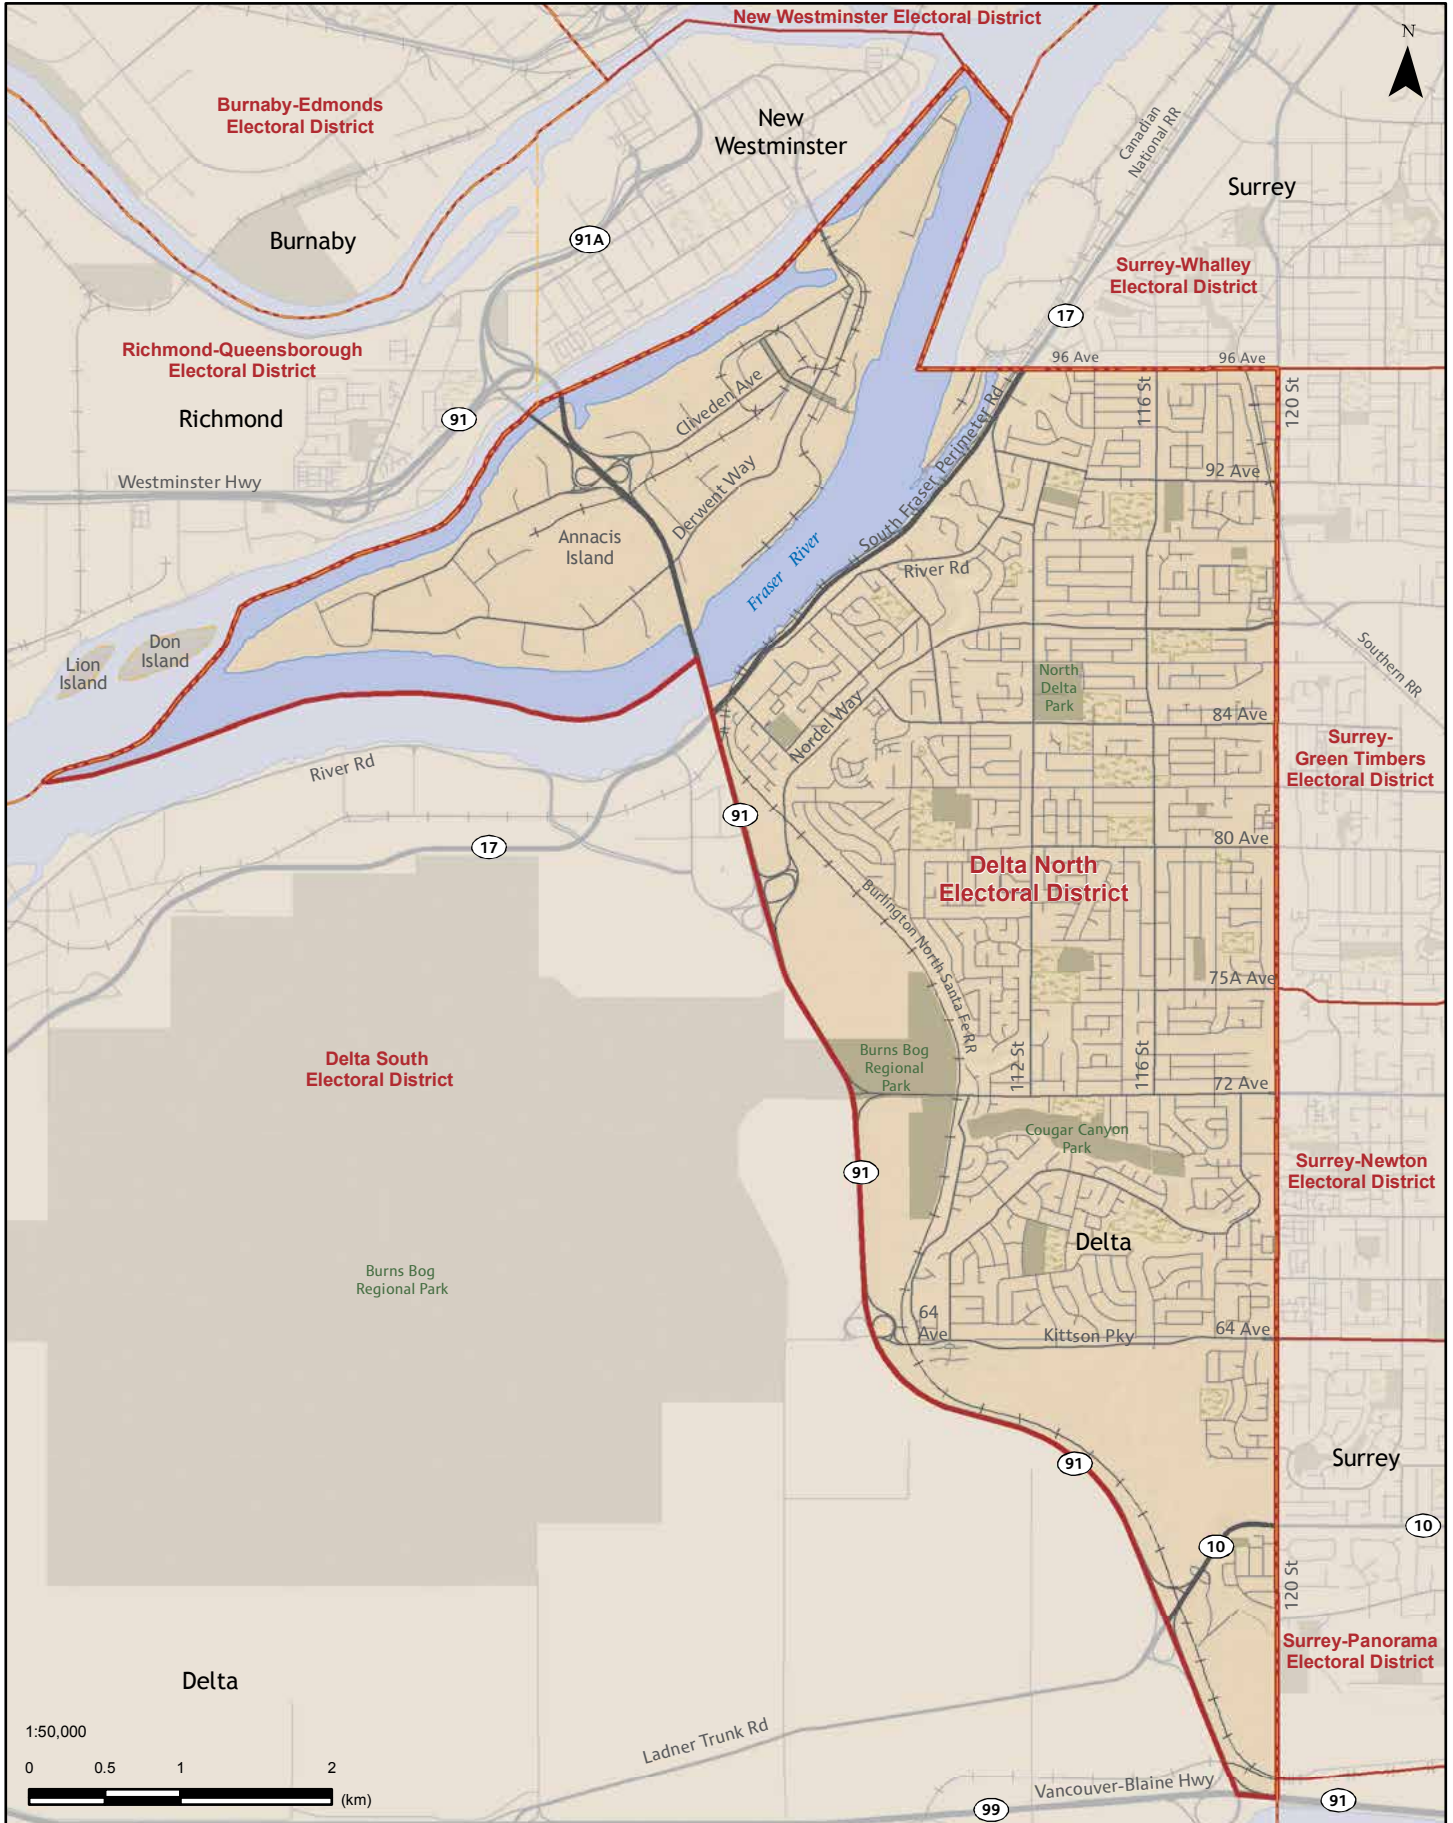 New Westminster Electoral District
N
Burnaby-Edmonds
Electoral District
New
Westminster
Canadian
National RR
Surrey
Burnaby
91A
Surrey-Whalley
Electoral District
17
Richmond-Queensborough
Electoral District
96 Ave
96 Ave
Richmond
91
Cliveden Ave
116 St
120 St
South Fraser Perimeter Rd
Westminster Hwy
92 Ave
Derwent Way
Annacis
Island
Fraser River
River Rd
Don
Island
Lion
Island
Southern RR
North
Delta
Park
Nordel Way
84 Ave
River Rd
Surrey-
Green Timbers
Electoral District
91
17
80 Ave
Delta North
Electoral District
Burlington North Santa Fe RR
75A Ave
Delta South
Electoral District
Burns Bog
Regional
Park
112 St
116 St
72 Ave
Cougar Canyon
Park
91
Surrey-Newton
Electoral District
Delta
Burns Bog
Regional Park
64
Ave
Kittson Pky
64 Ave
91
Surrey
10
10
120 St
Surrey-Panorama
Electoral District
Delta
1:50,000
Ladner Trunk Rd
0 0.5 1 2
(km)
Vancouver-Blaine Hwy
99
91